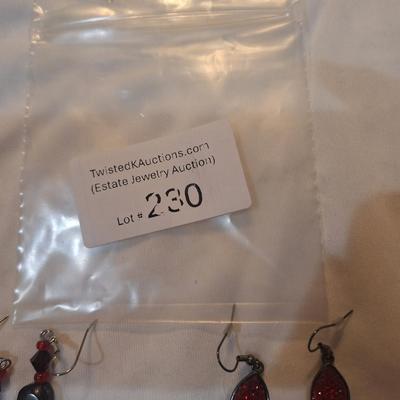 TwistedKAuctions.com
(Estate Jewelry Auction)
Lot # 230